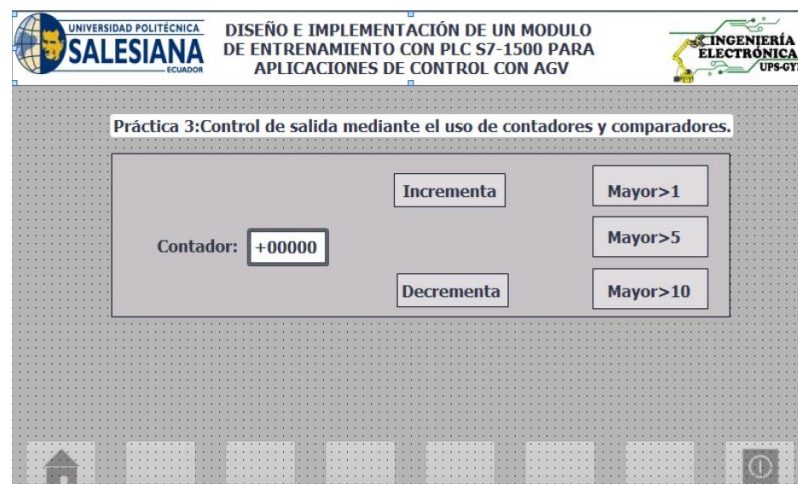 UNIVERSIDAD POLITÉCNICA
SALESIANA
ECUADOR
DISEÑO E IMPLEMENTACIÓN DE UN MODULO
DE ENTRENAMIENTO CON PLC S7-1500 PARA
APLICACIONES DE CONTROL CON AGV
INGENIERÍA
ELECTRÓNICA
UPS-GY
Práctica 3:Control de salida mediante el uso de contadores y comparadores.
Incrementa
Mayor>1
Contador: +00000
Mayor>5
Decrementa
Mayor>10